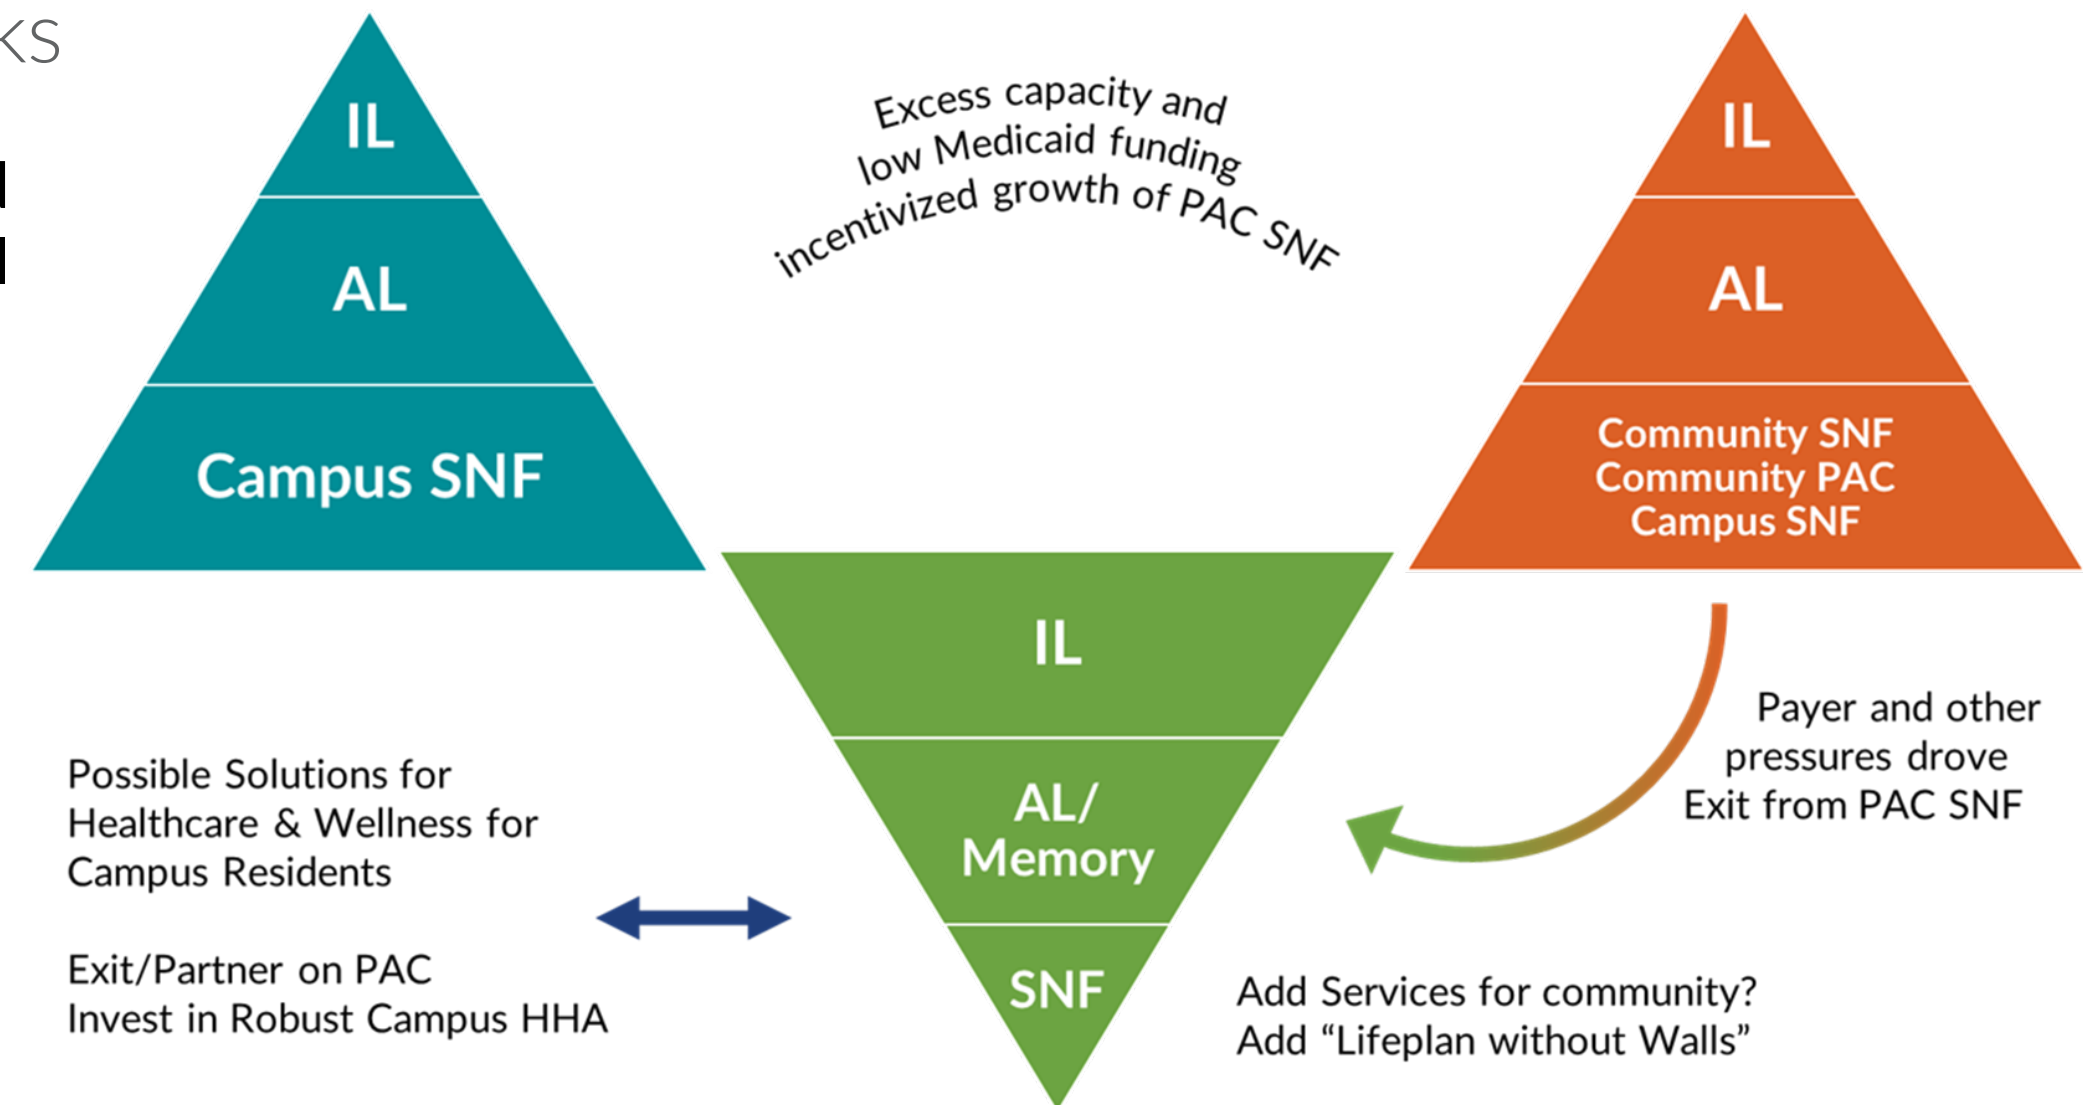 IL
AL
Campus SNF
Excess capacity and
low Medicaid funding
incentivized growth of PAC SNF
IL
AL
Community SNF
Community PAC
Campus SNF
IL
AL/
Memory
SNF
Payer and other
pressures drove
Exit from PAC SNF
Possible Solutions for
Healthcare & Wellness for
Campus Residents
Exit/Partner on PAC
Invest in Robust Campus HHA
Add Services for community?
Add “Lifeplan without Walls”